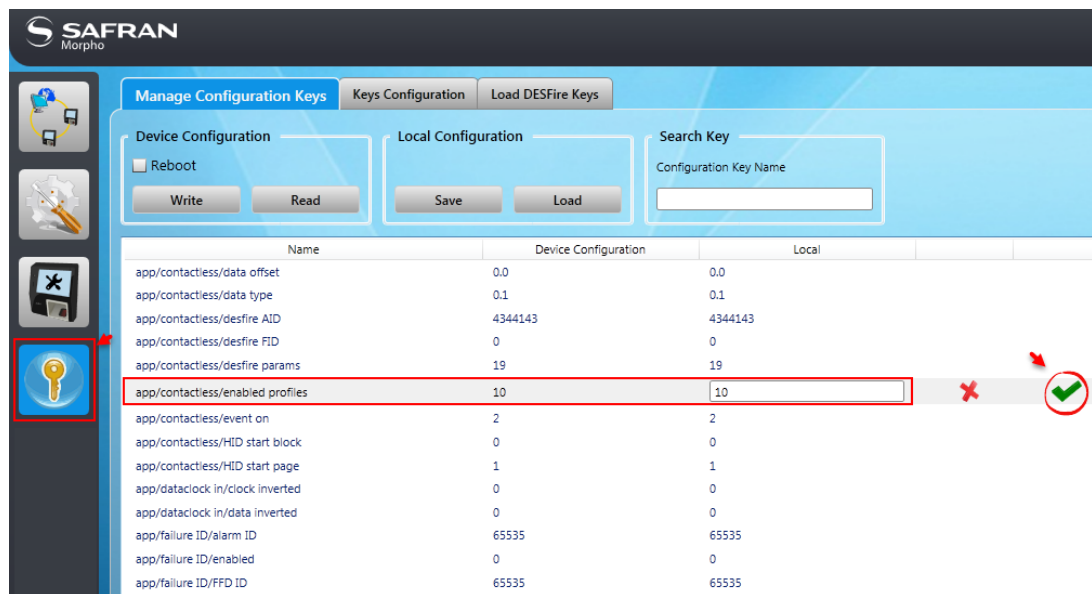 SAFRAN
Morpho
Manage Configuration Keys Keys Configuration Load DESFire Keys
Device Configuration Local Configuration Search Key
Reboot Configuration Key Name
Write Read Save Load
Name Device Configuration Local
app/contactless/data offset 0.0 0.0
app/contactless/data type 0.1 0.1
app/contactless/desfire AID 4344143 4344143
app/contactless/desfire FID 0 0
app/contactless/desfire params 19 19
app/contactless/enabled profiles 10 10
app/contactless/event on 2 2
app/contactless/HID start block 0 0
app/contactless/HID start page 1 1
app/dataclock in/clock inverted 0 0
app/dataclock in/data inverted 0 0
app/failure ID/alarm ID 65535 65535
app/failure ID/enabled 0 0
app/failure ID/FFD ID 65535 65535